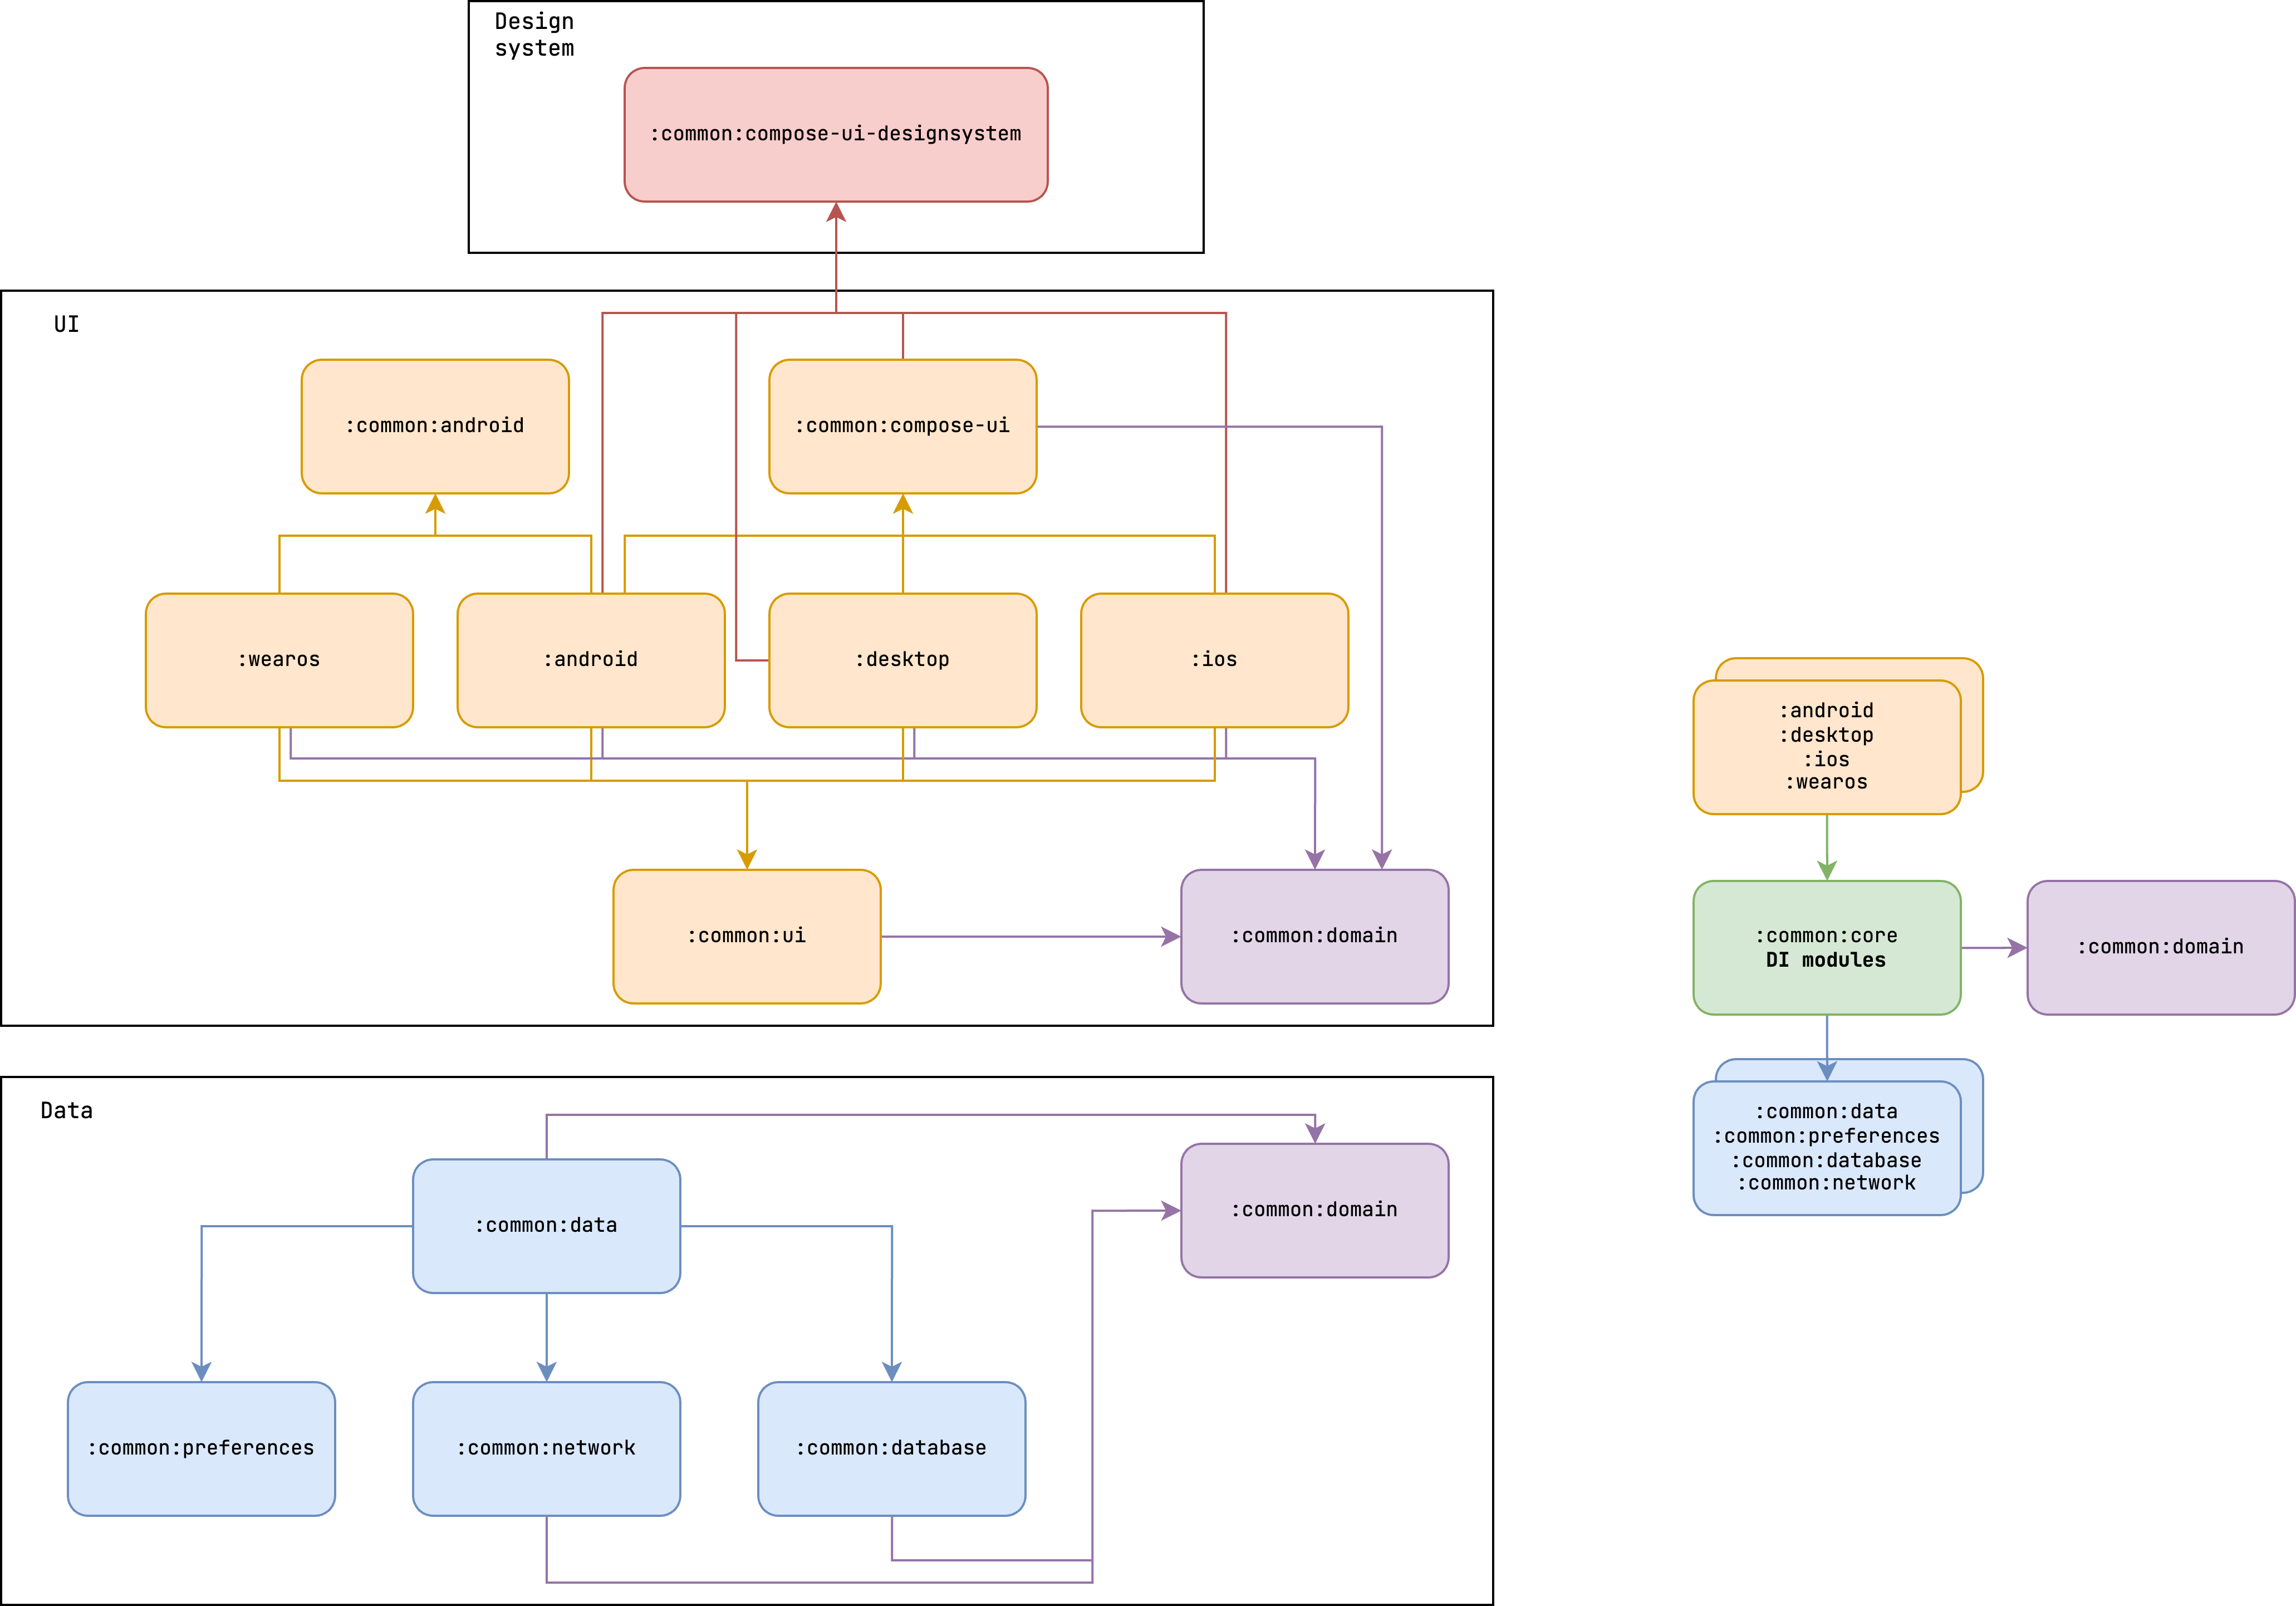 Design
system
:common:compose-ui-designsystem
UI
:common:android
:common:compose-ui
:wearos
:android
:desktop
:ios
:common:ui
:common:domain
Data
:common:data
:common:domain
:common:preferences
:common:network
:common:database
:android
:desktop
:ios
:wearos
:common:core
DI modules
:common:domain
:common:data
:common:preferences
:common:database
:common:network